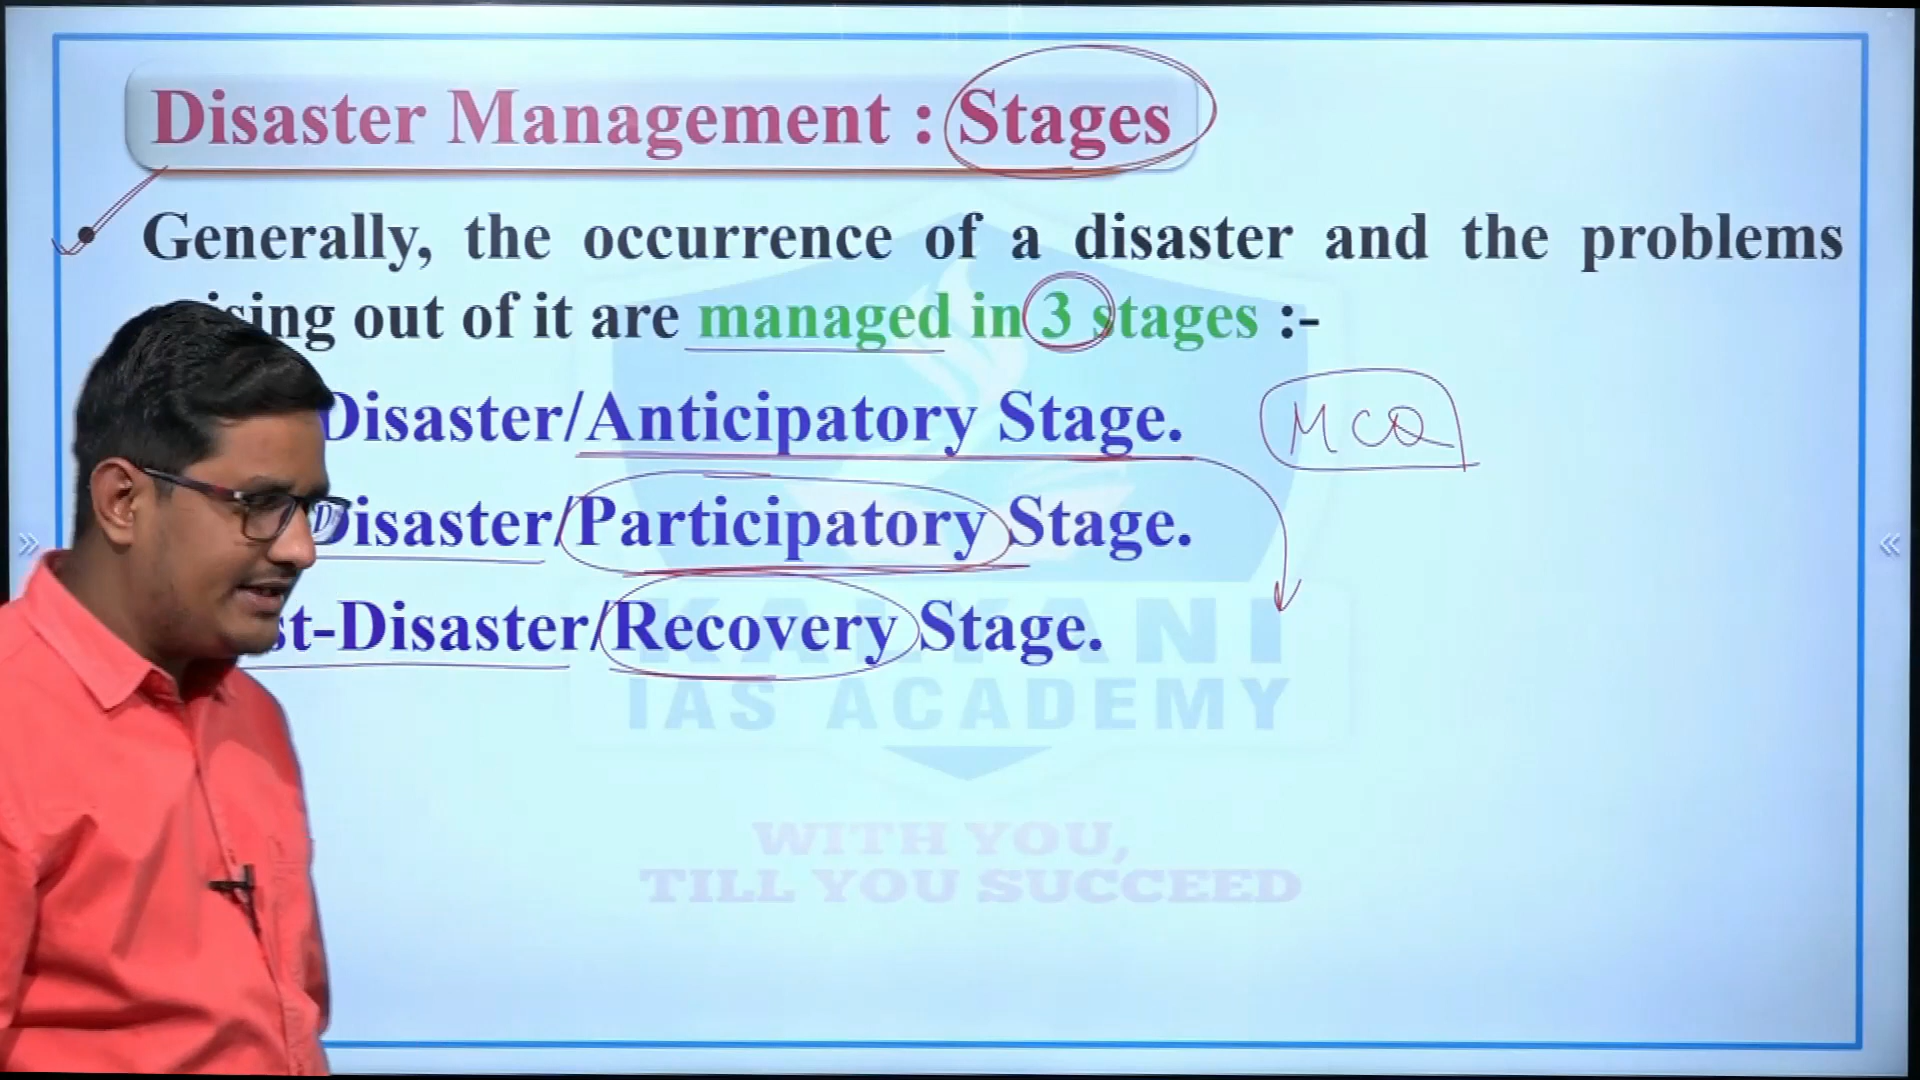 Disaster Management : Stages
Generally, the occurrence of a disaster and the problems
out of it are managed in 3 stages :-
Disaster/Anticipatory Stage.
MCQ
Disaster/Participatory Stage.
st-Disaster/Recovery Stage.
KALYANI
IAS ACADEMY
WITH YOU,
TILL YOU SUCCEED